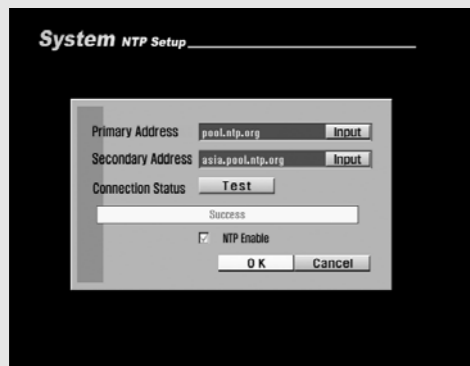 System NTP Setup
Primary Address pool.ntp.org Input
Secondary Address asia.pool.ntp.org Input
Connection Status Test
Success
NTP Enable
OK Cancel